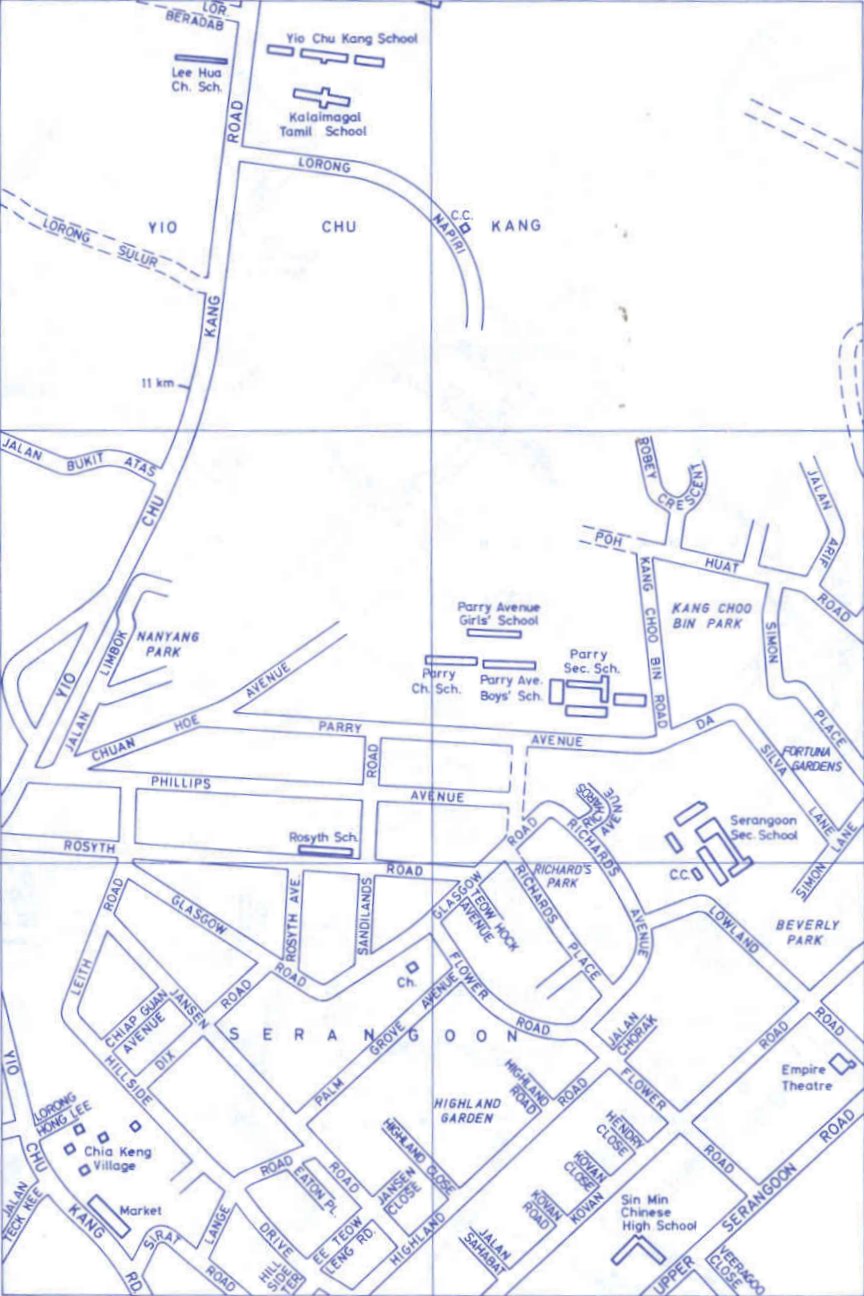 LOR.
BERADAB
Yio Chu Kang School
Lee Hua
Ch. Sch.
Kalaimagal
Tamil School
ROAD
LORONG
NAPIRI
C.C.
YIO CHU KANG
LORONG SULUR
KANG
11 km
JALAN BUKIT ATAS
CHU
ROBEY
CRESCENT
JALAN ARIF
POH HUAT ROAD
KANG CHOO BIN ROAD
KANG CHOO
BIN PARK
SIMON PLACE
Parry Avenue
Girls' School
Parry
Ch. Sch.
Parry Ave.
Boys' Sch.
Parry
Sec. Sch.
NANYANG
PARK
JALAN LIMBOK
YIO
CHUAN HOE AVENUE
PARRY AVENUE
ROAD
DA SILVA LANE
FORTUNA
GARDENS
PHILLIPS AVENUE
RICHARDS
AVENUE
RICHARDS AVENUE
Serangoon
Sec. School
C.C.
SIMON LANE
ROSYTH ROAD
Rosyth Sch.
GLASGOW ROAD
RICHARD'S
PARK
RICHARDS PLACE
TEOW HOCK
AVENUE
LOWLAND ROAD
BEVERLY
PARK
LEITH ROAD
GLASGOW ROAD
ROSYTH AVE.
SANDILANDS
Ch.
CHIAP GUAN
AVENUE
JANSEN ROAD
DIX ROAD
SERANGOON
PALM GROVE AVENUE
FLOWER ROAD
JALAN
CHORAK
ROAD
Empire
Theatre
HILLSIDE DRIVE
HIGHLAND
GARDEN
HIGHLAND
ROAD
FLOWER ROAD
HENDRY
CLOSE
YIO CHU KANG RD.
LORONG
HONG LEE
Chia Keng
Village
HIGHLAND CLOSE
KOVAN
CLOSE
KOVAN
ROAD
KOVAN ROAD
JALAN
TECK KEE
Market
SIRAT ROAD
LANGE ROAD
EATON PL.
JANSEN
CLOSE
HIGHLAND
EE TEOW
LENG RD.
HILL
SIDE
TER
JALAN
SAHABAT
Sin Min
Chinese
High School
UPPER SERANGOON ROAD
VEERAGOO
CLOSE